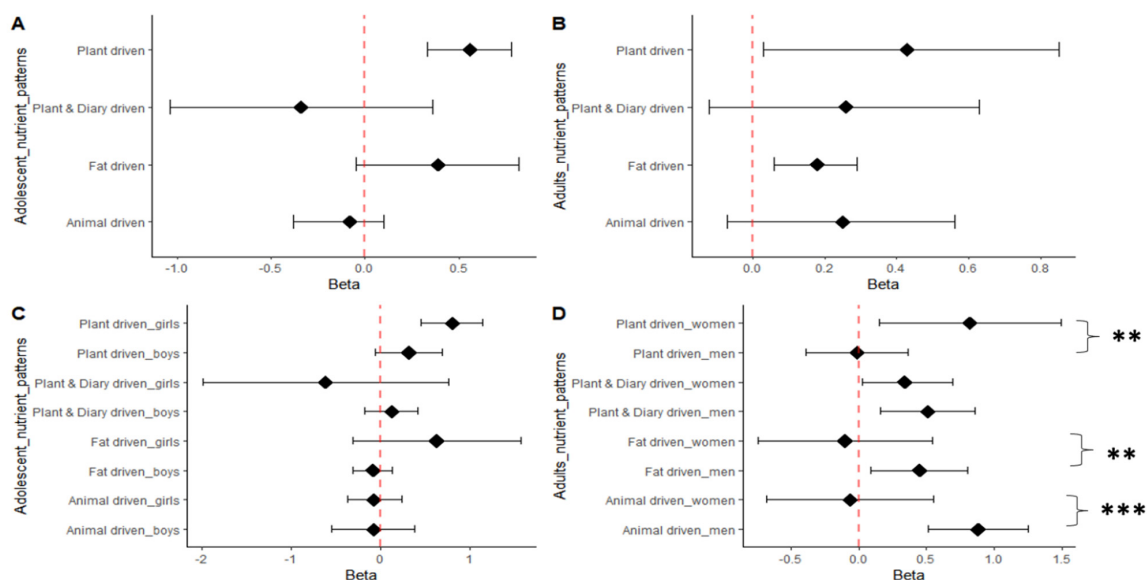 A
Adolescent_nutrient_patterns
Plant driven
Plant & Diary driven
Fat driven
Animal driven
-1.0 -0.5 0.0 0.5
Beta
B
Adults_nutrient_patterns
Plant driven
Plant & Diary driven
Fat driven
Animal driven
0.0 0.2 0.4 0.6 0.8
Beta
C
Adolescent_nutrient_patterns
Plant driven_girls
Plant driven_boys
Plant & Diary driven_girls
Plant & Diary driven_boys
Fat driven_girls
Fat driven_boys
Animal driven_girls
Animal driven_boys
-2 -1 0 1
Beta
D
Adults_nutrient_patterns
Plant driven_women
Plant driven_men
Plant & Diary driven_women
Plant & Diary driven_men
Fat driven_women
Fat driven_men
Animal driven_women
Animal driven_men
-0.5 0.0 0.5 1.0 1.5
Beta
**
**
***